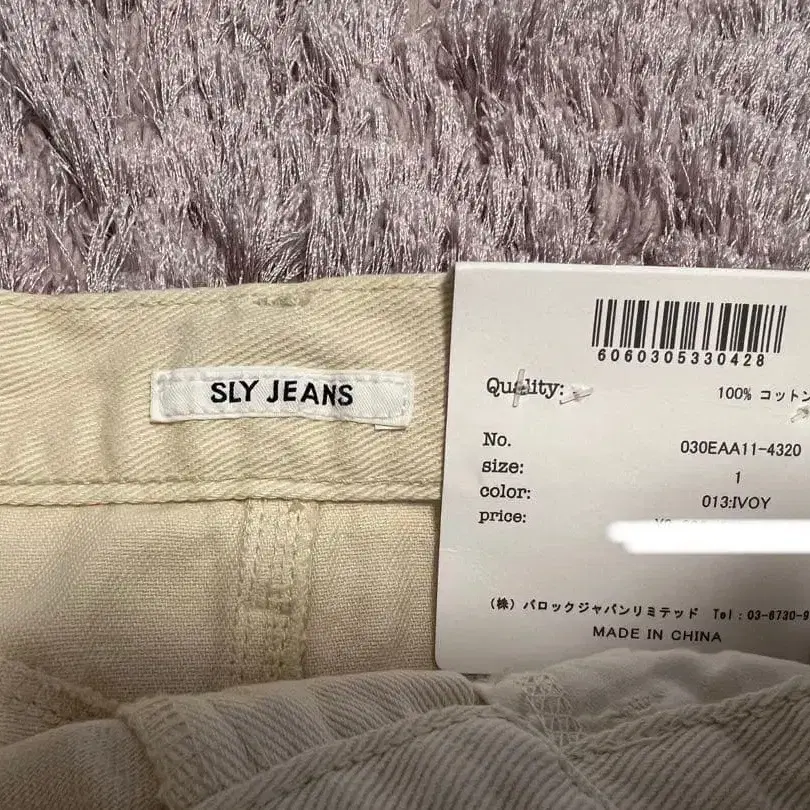 SLY JEANS
6060305330428
Quality:
100% コットン
No. 030EAA11-4320
size: 1
color: 013:IVOY
price:
(株) バロックジャパンリミテッド Tel：03-6730-9
MADE IN CHINA